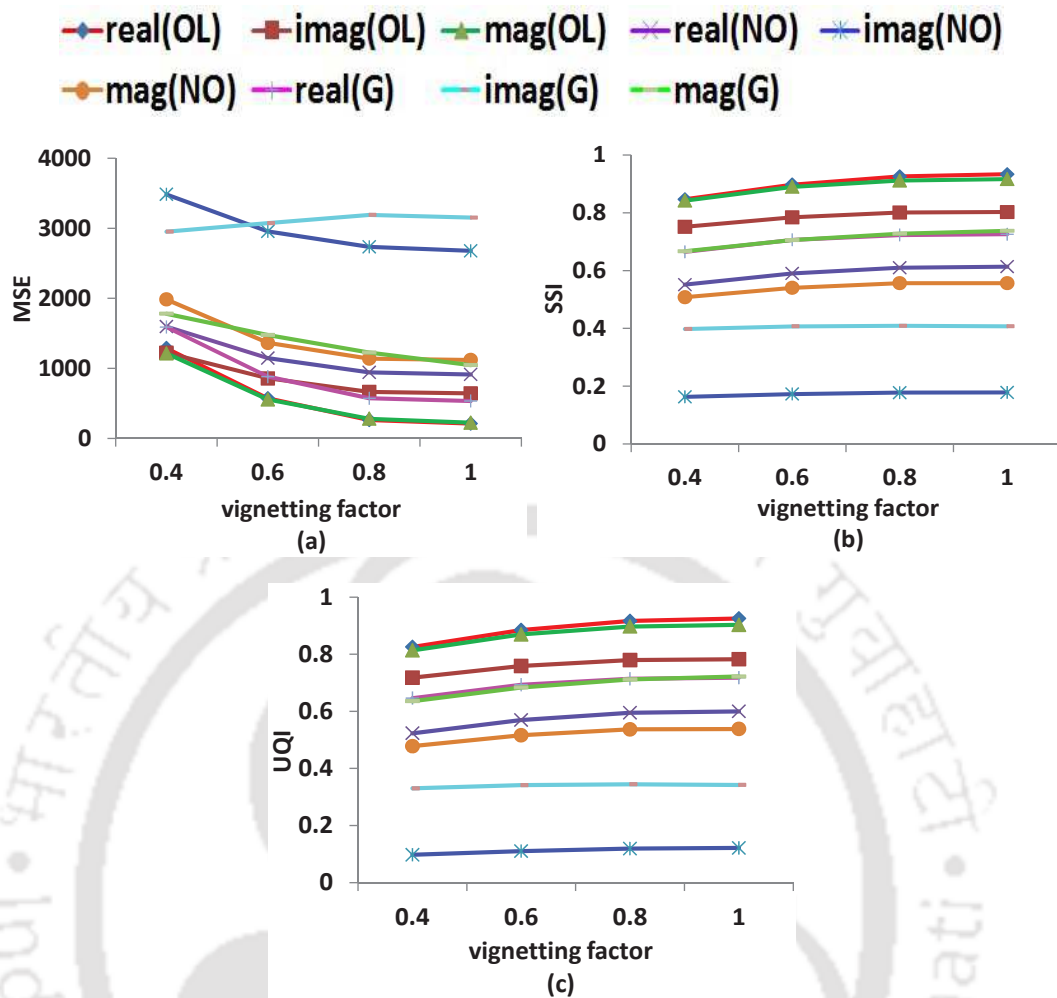 real(OL) imag(OL) mag(OL) real(NO) imag(NO)
mag(NO) real(G) imag(G) mag(G)
4000
3000
2000
1000
0
MSE
0.4 0.6 0.8 1
vignetting factor
(a)
1
0.8
0.6
0.4
0.2
0
SSI
0.4 0.6 0.8 1
vignetting factor
(b)
1
0.8
0.6
0.4
0.2
0
UQI
0.4 0.6 0.8 1
vignetting factor
(c)